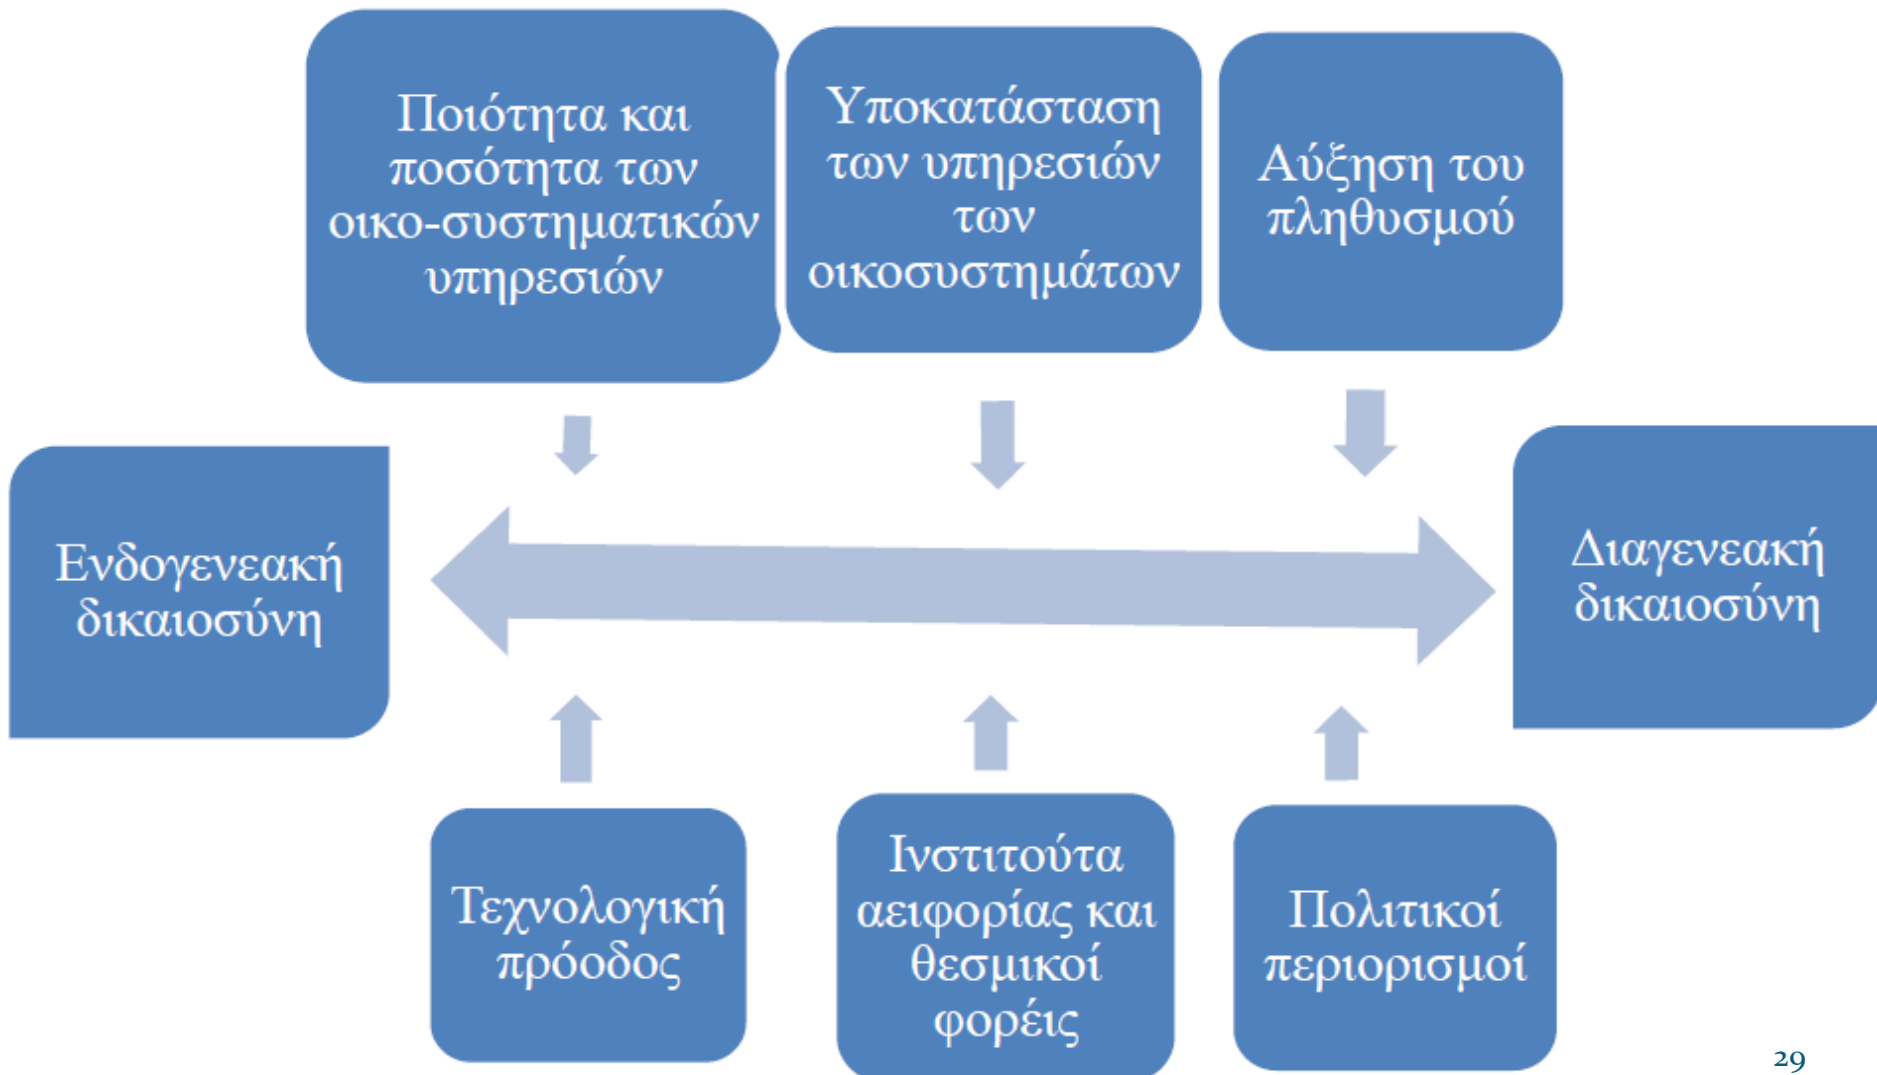 Ποιότητα και
ποσότητα των
οικο-συστηματικών
υπηρεσιών
Υποκατάσταση
των υπηρεσιών
των
οικοσυστημάτων
Αύξηση του
πληθυσμού
Ενδογενεακή
δικαιοσύνη
Διαγενεακή
δικαιοσύνη
Τεχνολογική
πρόοδος
Ινστιτούτα
αειφορίας και
θεσμικοί
φορέις
Πολιτικοί
περιορισμοί
29